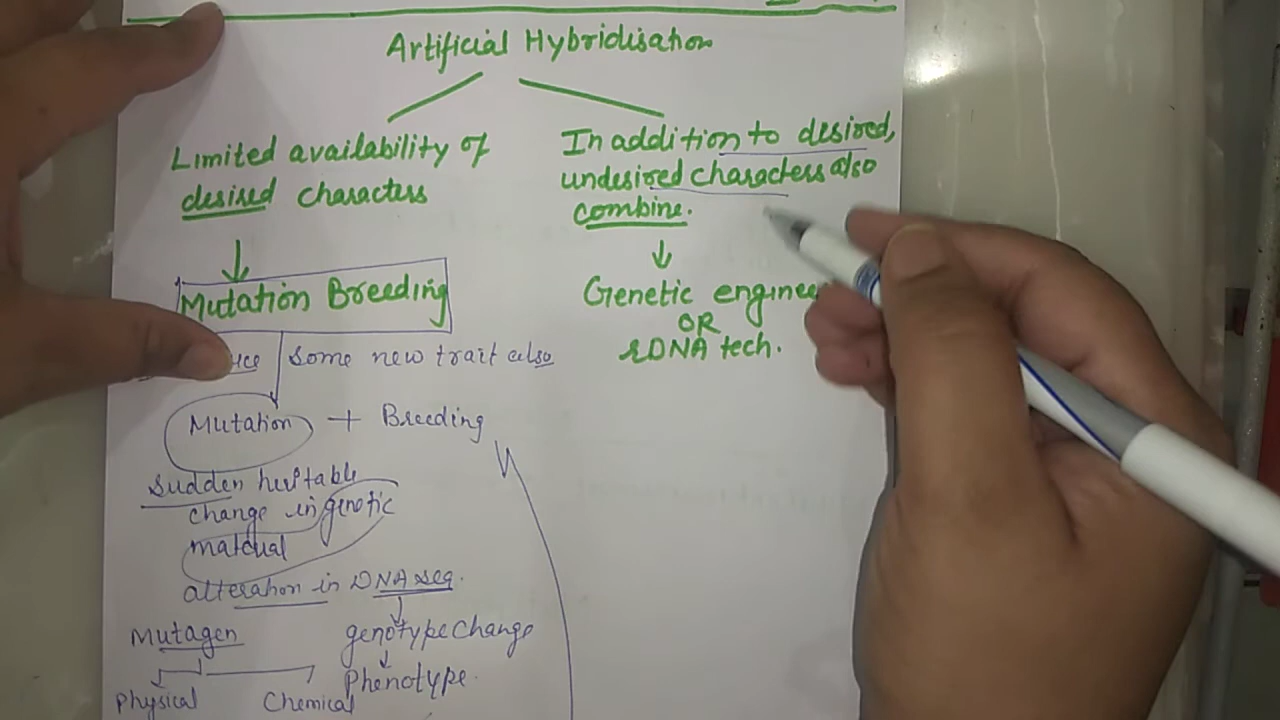 Artificial Hybridisation
Limited availability of
desired characters
Mutation Breeding
some new trait also
Mutation + Breeding
Sudden heritable
change in genetic
material
alteration in DNA seq.
Mutagen
Physical Chemical
genotype change
Phenotype.
In addition to desired,
undesired characters also
combine.
Genetic enginee
OR
rDNA tech.